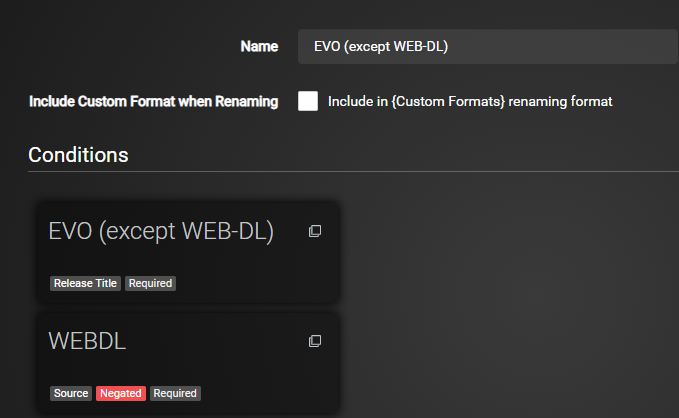 Name EVO (except WEB-DL)
Include Custom Format when Renaming Include in {Custom Formats} renaming format
Conditions
EVO (except WEB-DL)
Release Title Required
WEBDL
Source Negated Required